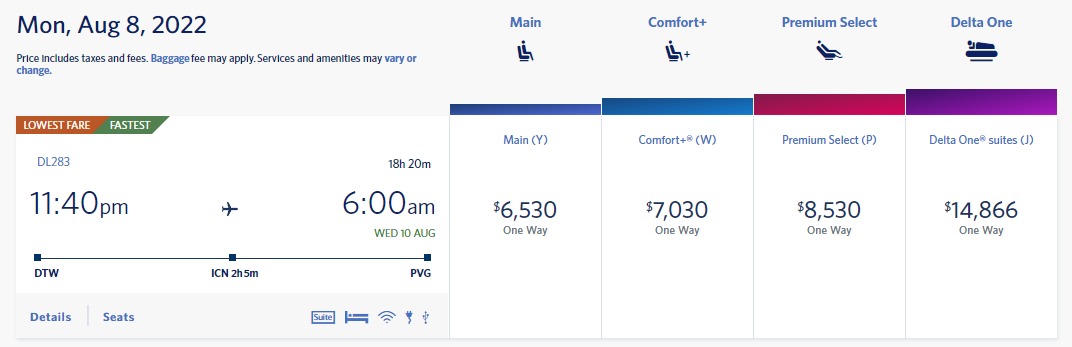 Mon, Aug 8, 2022
Price includes taxes and fees. Baggage fee may apply. Services and amenities may vary or
change.
Main
Comfort+
Premium Select
Delta One
+
LOWEST FARE
FASTEST
DL283
18h 20m
11:40pm
6:00am
WED 10 AUG
DTW
ICN 2h 5m
PVG
Details
Seats
Suite
Main (Y)
$6,530
One Way
Comfort+® (W)
$7,030
One Way
Premium Select (P)
$8,530
One Way
Delta One® suites (J)
$14,866
One Way